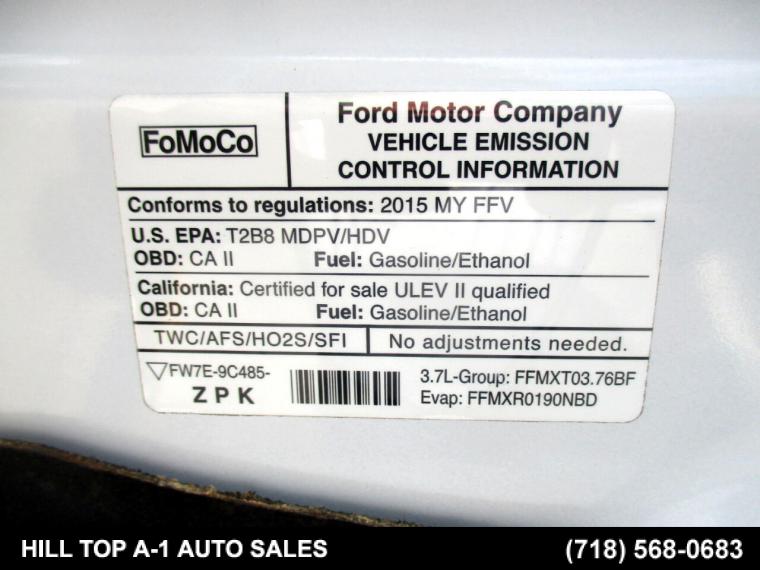 FoMoCo
Ford Motor Company
VEHICLE EMISSION
CONTROL INFORMATION
Conforms to regulations: 2015 MY FFV
U.S. EPA: T2B8 MDPV/HDV
OBD: CA II Fuel: Gasoline/Ethanol
California: Certified for sale ULEV II qualified
OBD: CA II Fuel: Gasoline/Ethanol
TWC/AFS/HO2S/SFI No adjustments needed.
▽FW7E-9C485-
ZPK
3.7L-Group: FFMXT03.76BF
Evap: FFMXR0190NBD
HILL TOP A-1 AUTO SALES (718) 568-0683